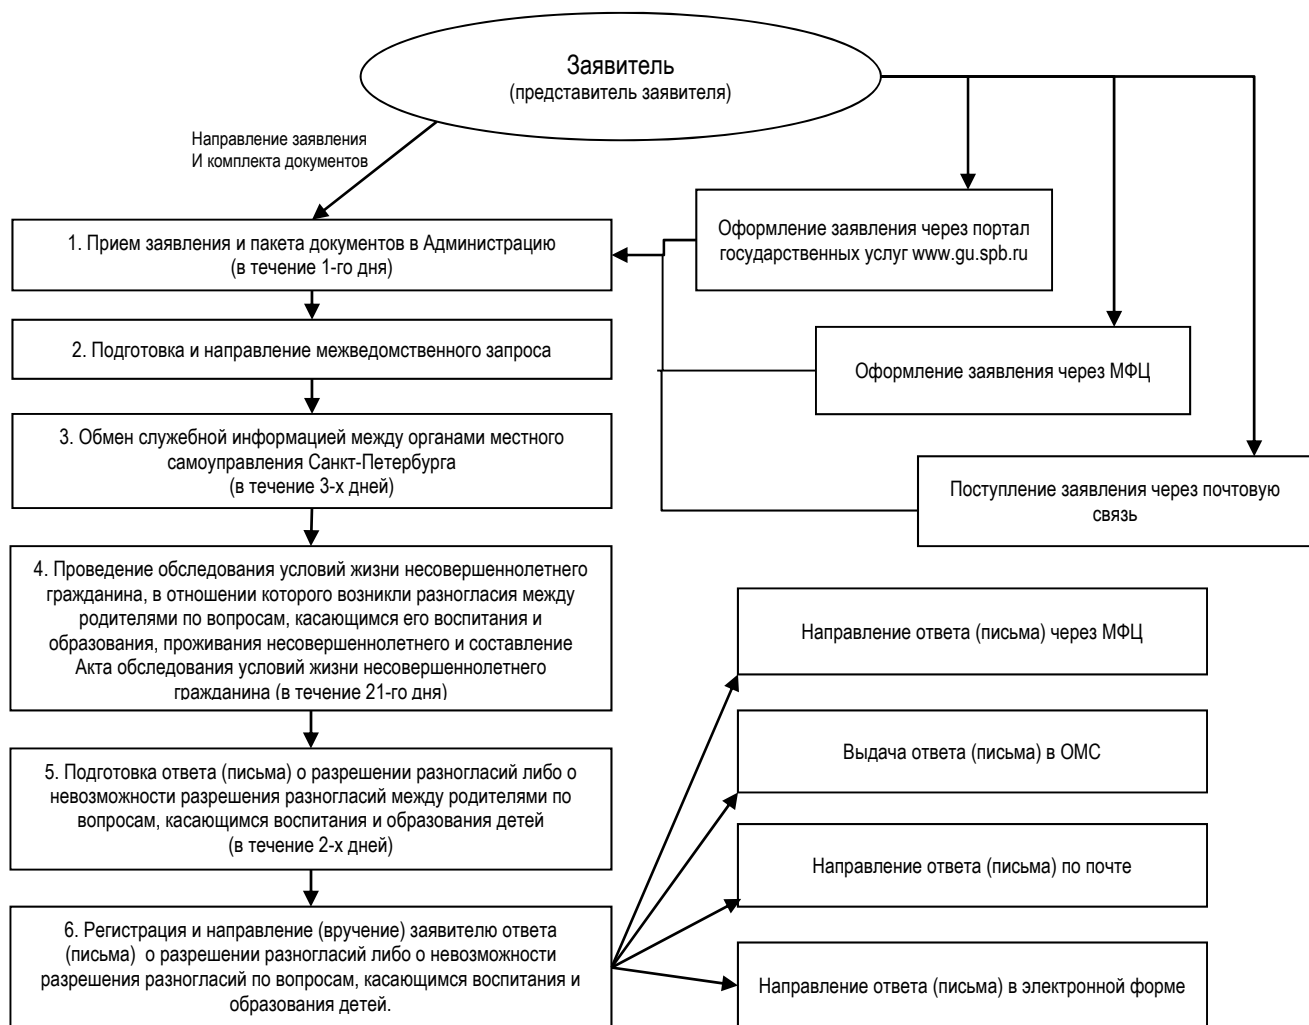 Заявитель
(представитель заявителя)
Направление заявления
И комплекта документов
1. Прием заявления и пакета документов в Администрацию
(в течение 1-го дня)
Оформление заявления через портал
государственных услуг www.gu.spb.ru
2. Подготовка и направление межведомственного запроса
Оформление заявления через МФЦ
3. Обмен служебной информацией между органами местного
самоуправления Санкт-Петербурга
(в течение 3-х дней)
Поступление заявления через почтовую
связь
4. Проведение обследования условий жизни несовершеннолетнего
гражданина, в отношении которого возникли разногласия между
родителями по вопросам, касающимся его воспитания и
образования, проживания несовершеннолетнего и составление
Акта обследования условий жизни несовершеннолетнего
гражданина (в течение 21-го дня)
Направление ответа (письма) через МФЦ
Выдача ответа (письма) в ОМС
5. Подготовка ответа (письма) о разрешении разногласий либо о
невозможности разрешения разногласий между родителями по
вопросам, касающимся воспитания и образования детей
(в течение 2-х дней)
Направление ответа (письма) по почте
6. Регистрация и направление (вручение) заявителю ответа
(письма)  о разрешении разногласий либо о невозможности
разрешения разногласий по вопросам, касающимся воспитания и
образования детей.
Направление ответа (письма) в электронной форме